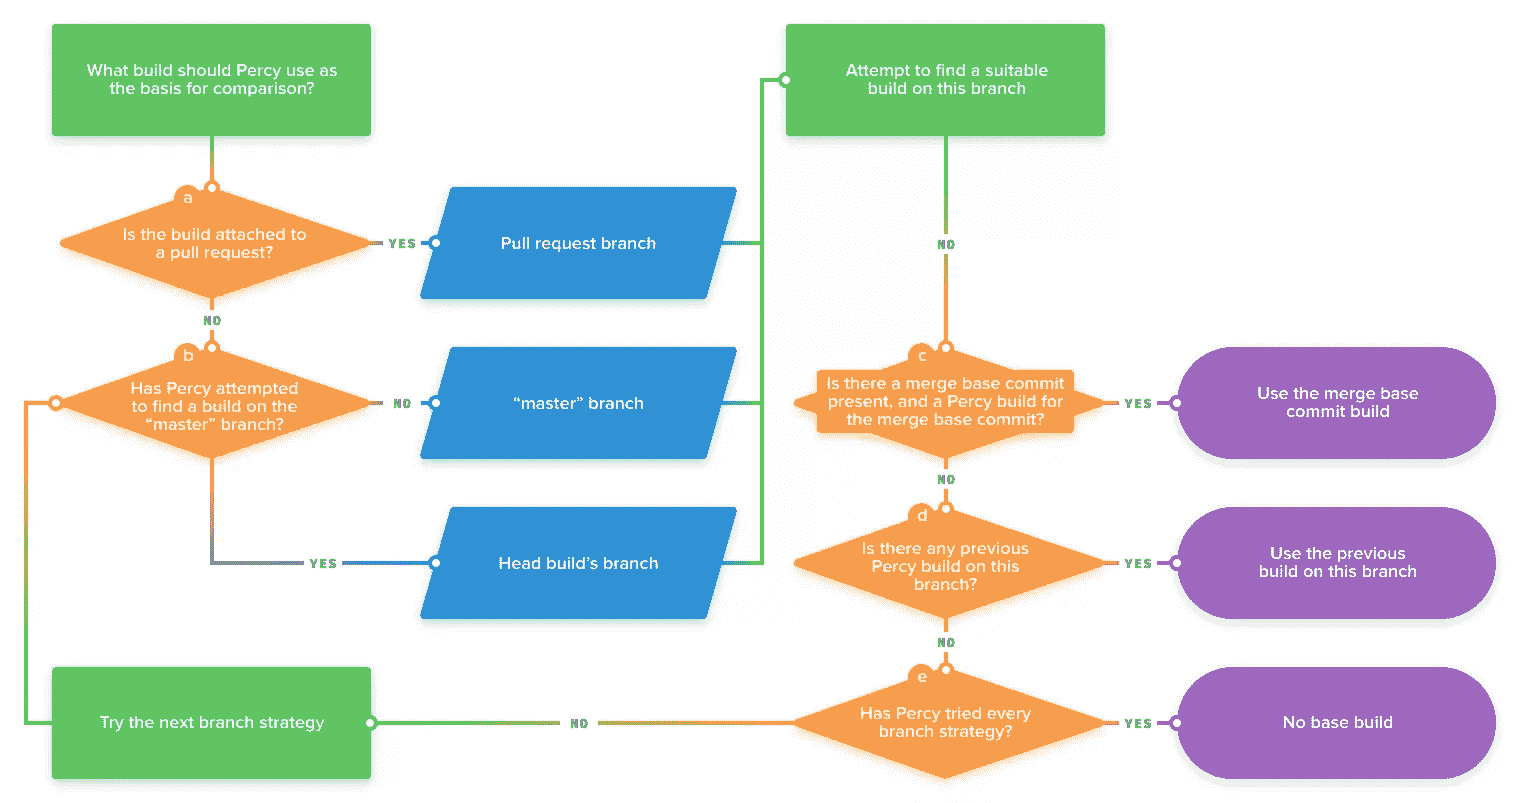 What build should Percy use as
the basis for comparison?
Attempt to find a suitable
build on this branch
a
Is the build attached to
a pull request?
YES
Pull request branch
NO
NO
b
Has Percy attempted
to find a build on the
“master” branch?
NO
“master” branch
c
Is there a merge base commit
present, and a Percy build for
the merge base commit?
YES
Use the merge base
commit build
NO
YES
Head build’s branch
d
Is there any previous
Percy build on this
branch?
YES
Use the previous
build on this branch
NO
Try the next branch strategy
NO
e
Has Percy tried every
branch strategy?
YES
No base build